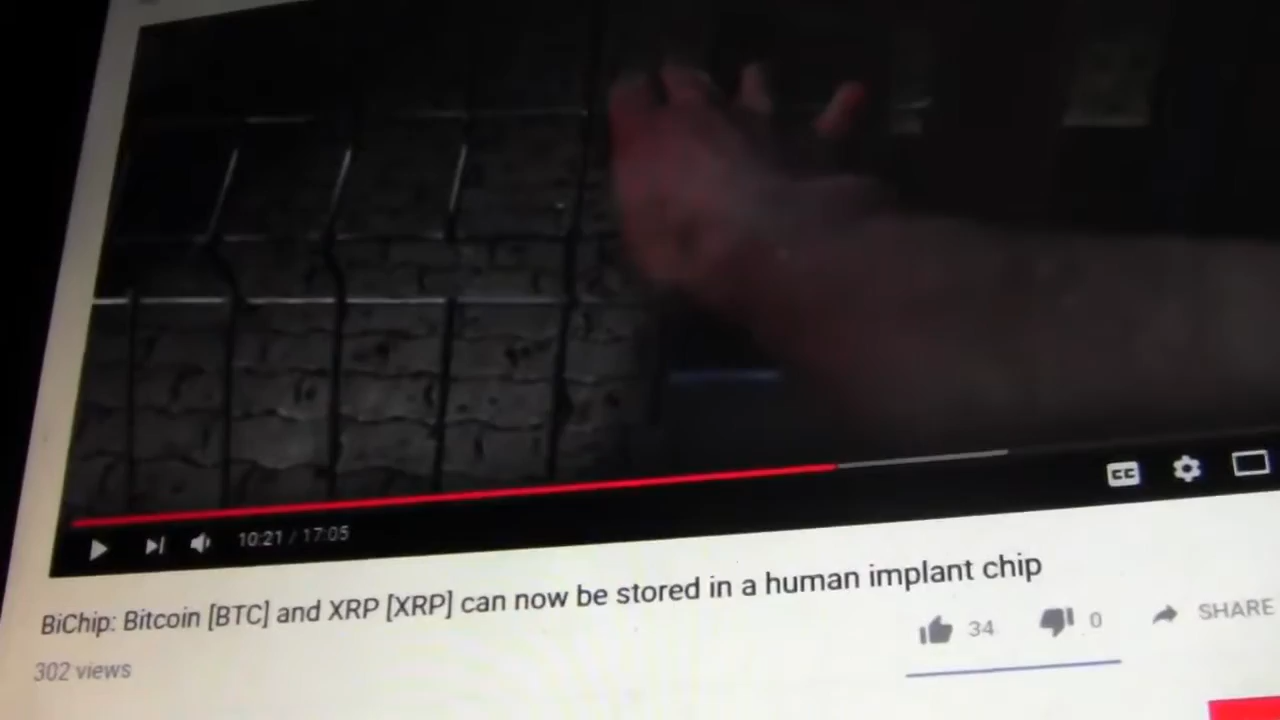 CC
10:21 / 17:05
BiChip: Bitcoin [BTC] and XRP [XRP] can now be stored in a human implant chip
34
0
SHARE
302 views